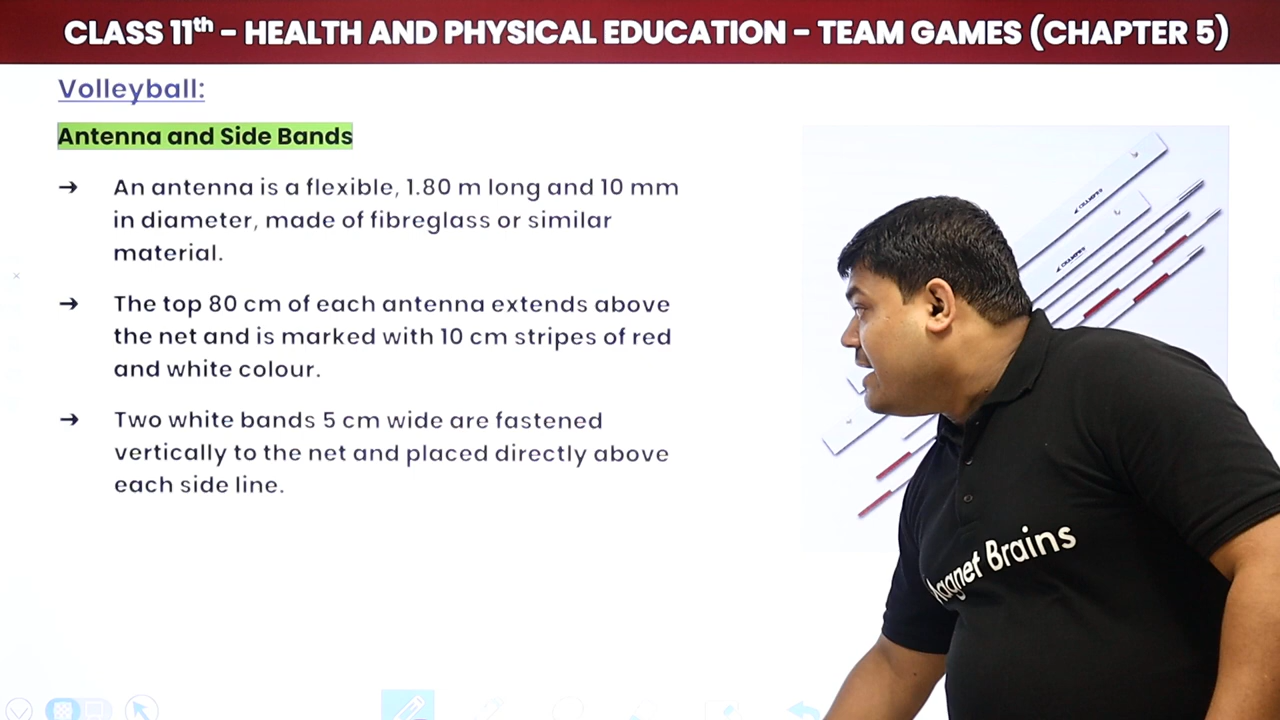 CLASS 11th – HEALTH AND PHYSICAL EDUCATION – TEAM GAMES (CHAPTER 5)
Volleyball:
Antenna and Side Bands
→ An antenna is a flexible, 1.80 m long and 10 mm
in diameter, made of fibreglass or similar
material.
→ The top 80 cm of each antenna extends above
the net and is marked with 10 cm stripes of red
and white colour.
→ Two white bands 5 cm wide are fastened
vertically to the net and placed directly above
each side line.
Magnet Brains